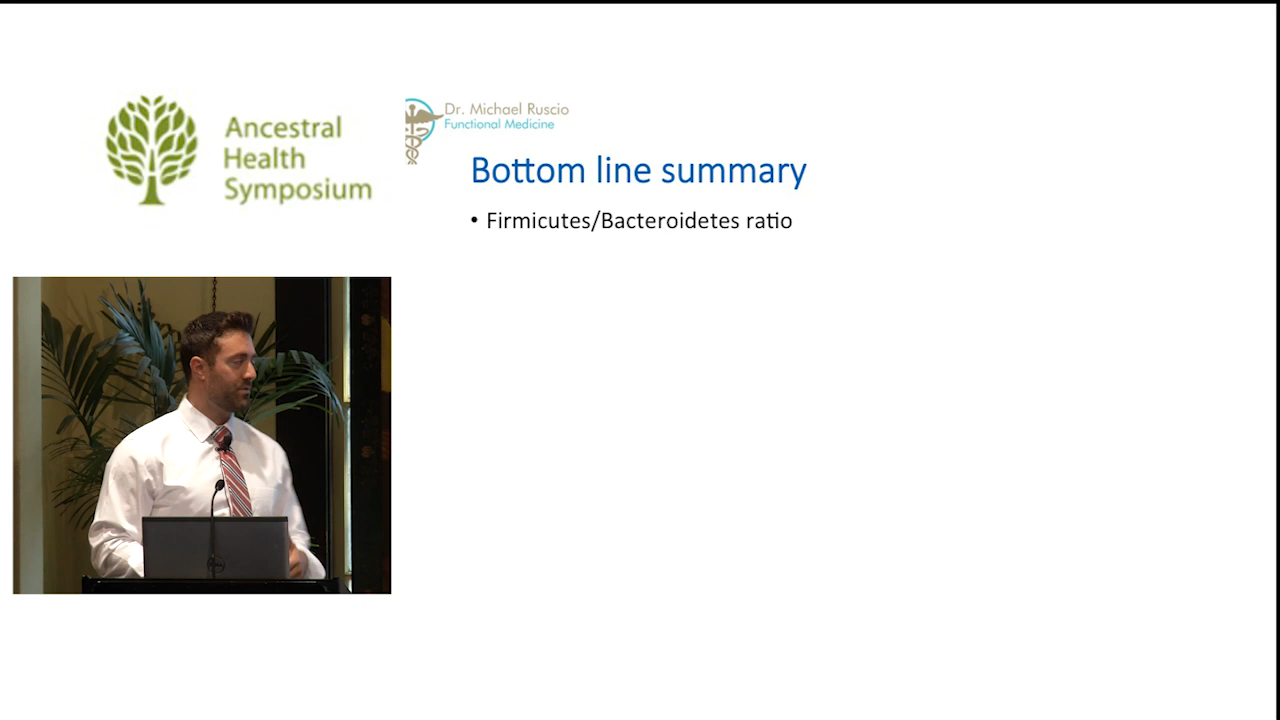 Ancestral
Health
Symposium
Dr. Michael Ruscio
Functional Medicine
Bottom line summary
• Firmicutes/Bacteroidetes ratio